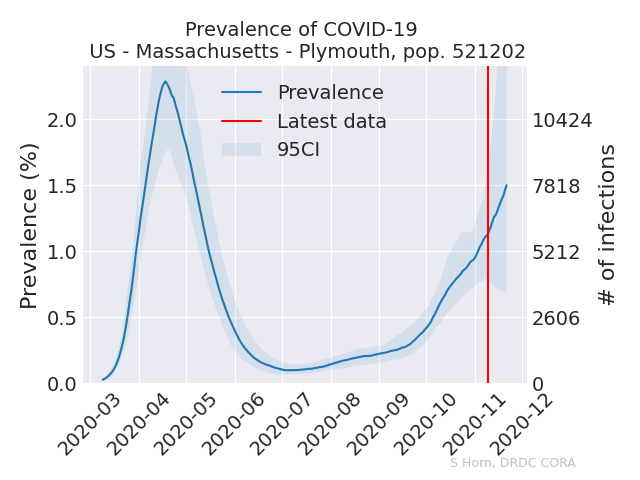 Prevalence of COVID-19
US - Massachusetts - Plymouth, pop. 521202
Prevalence
Latest data
95CI
Prevalence (%)
2.0
1.5
1.0
0.5
0.0
10424
7818
5212
2606
0
# of infections
2020-03
2020-04
2020-05
2020-06
2020-07
2020-08
2020-09
2020-10
2020-11
2020-12
S Horn, DRDC CORA